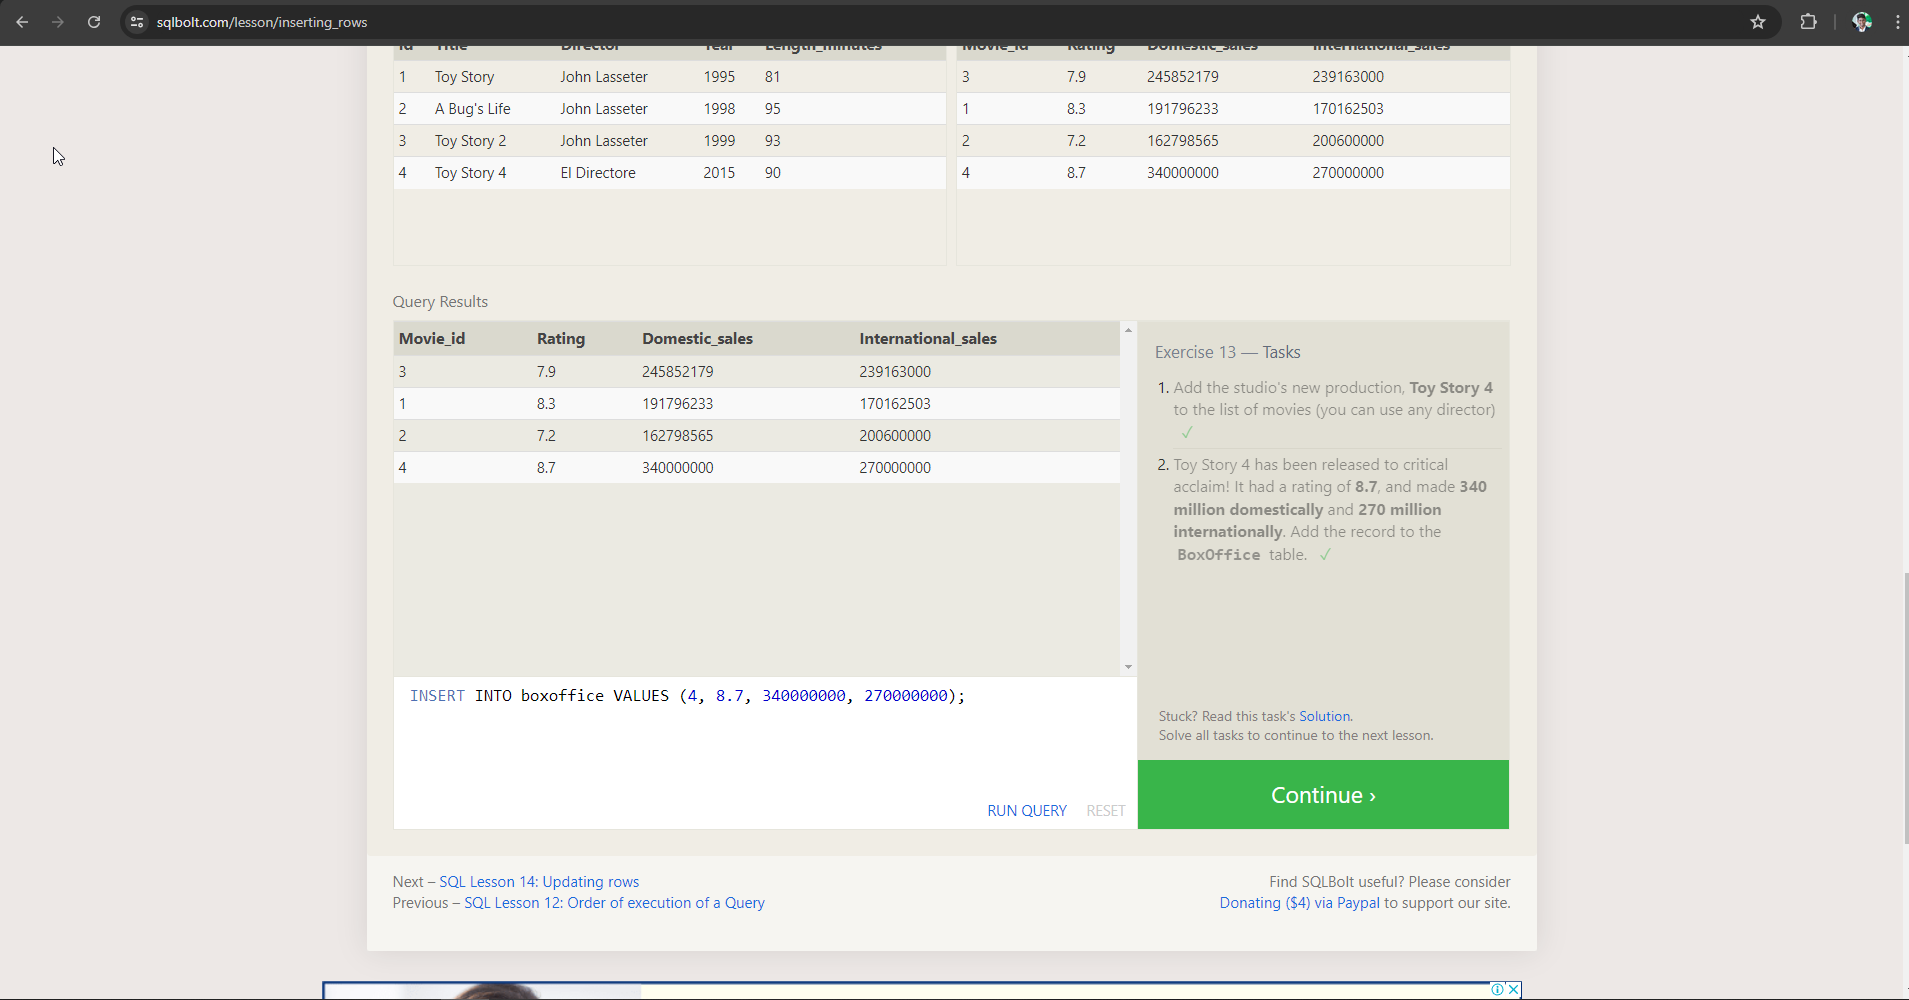 sqlbolt.com/lesson/inserting_rows
Id Title Director Year Length_minutes
1 Toy Story John Lasseter 1995 81
2 A Bug's Life John Lasseter 1998 95
3 Toy Story 2 John Lasseter 1999 93
4 Toy Story 4 El Directore 2015 90
Movie_id Rating Domestic_sales International_sales
3 7.9 245852179 239163000
1 8.3 191796233 170162503
2 7.2 162798565 200600000
4 8.7 340000000 270000000
Query Results
Movie_id Rating Domestic_sales International_sales
3 7.9 245852179 239163000
1 8.3 191796233 170162503
2 7.2 162798565 200600000
4 8.7 340000000 270000000
INSERT INTO boxoffice VALUES (4, 8.7, 340000000, 270000000);
RUN QUERY RESET
Exercise 13 — Tasks
1. Add the studio's new production, Toy Story 4
to the list of movies (you can use any director)
✓
2. Toy Story 4 has been released to critical
acclaim! It had a rating of 8.7, and made 340
million domestically and 270 million
internationally. Add the record to the
BoxOffice table. ✓
Stuck? Read this task's Solution.
Solve all tasks to continue to the next lesson.
Continue ›
Next – SQL Lesson 14: Updating rows
Previous – SQL Lesson 12: Order of execution of a Query
Find SQLBolt useful? Please consider
Donating ($4) via Paypal to support our site.